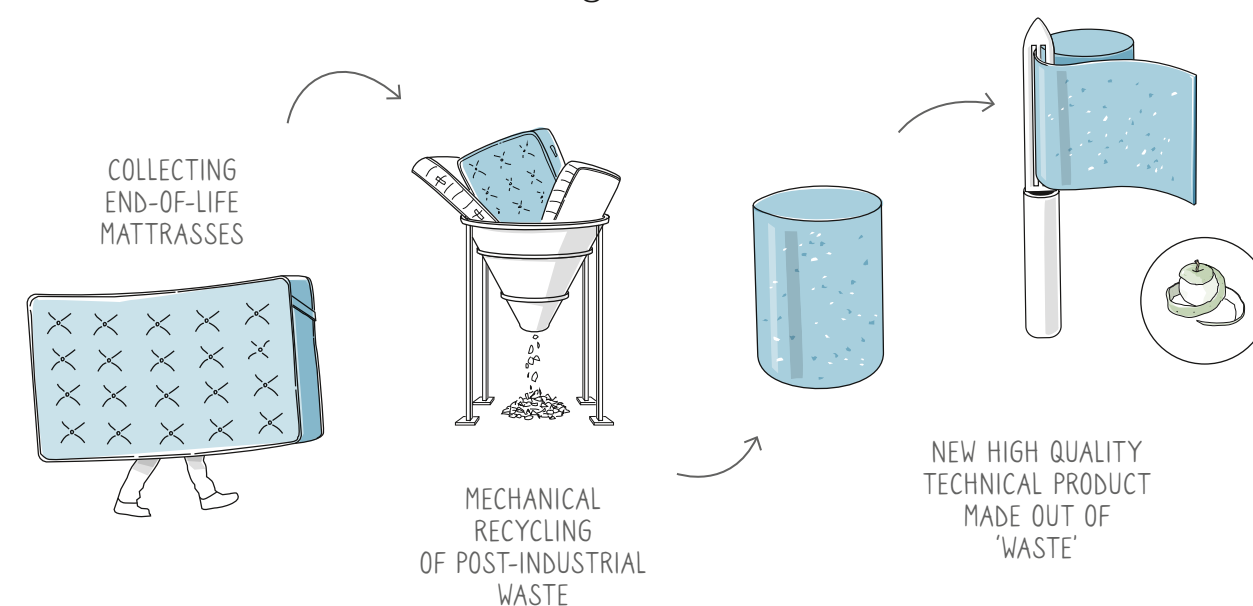 COLLECTING
END-OF-LIFE
MATTRASSES
MECHANICAL
RECYCLING
OF POST-INDUSTRIAL
WASTE
NEW HIGH QUALITY
TECHNICAL PRODUCT
MADE OUT OF
'WASTE'